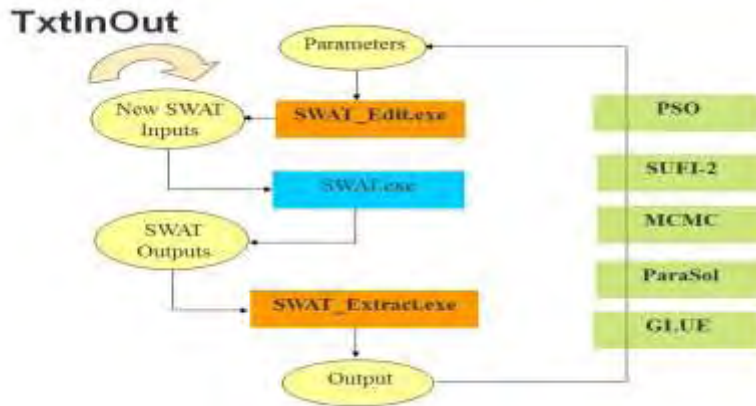 TxtInOut
Parameters
New SWAT
Inputs
SWAT_Edit.exe
SWAT.exe
SWAT
Outputs
SWAT_Extract.exe
Output
PSO
SUFI-2
MCMC
ParaSol
GLUE